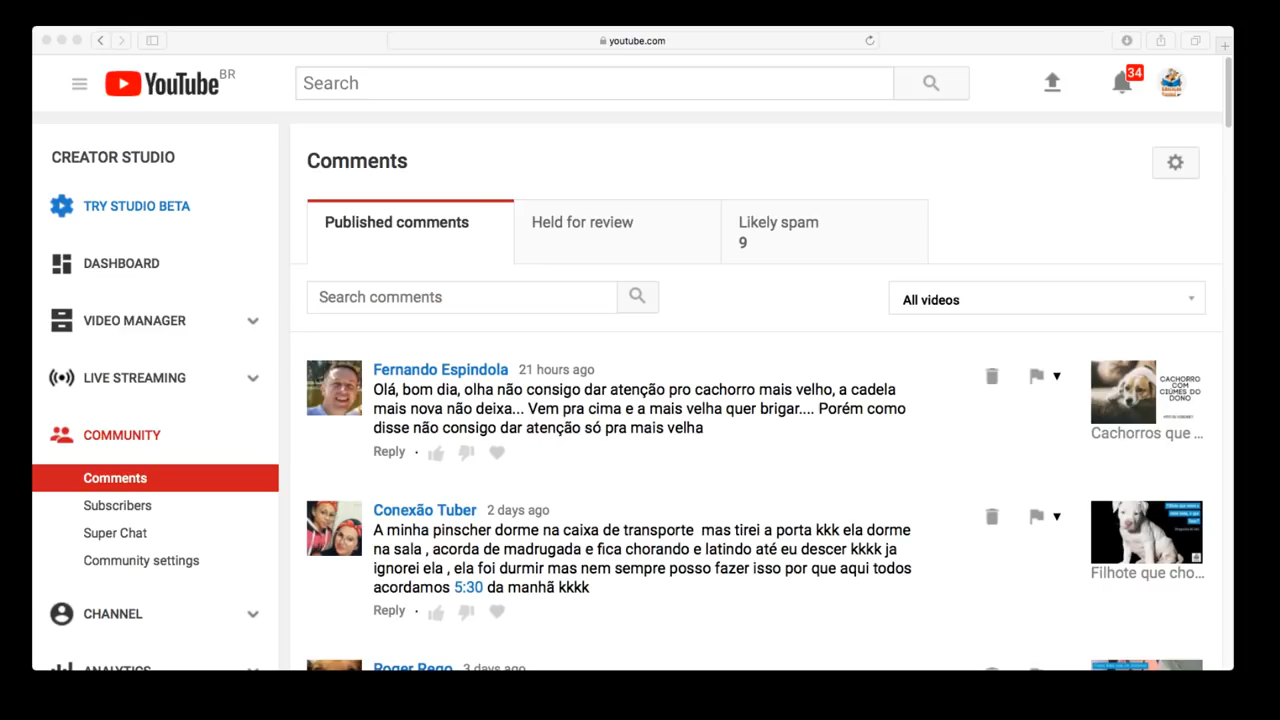 youtube.com
YouTube BR
Search
34
CREATOR STUDIO
TRY STUDIO BETA
DASHBOARD
VIDEO MANAGER
LIVE STREAMING
COMMUNITY
Comments
Subscribers
Super Chat
Community settings
CHANNEL
ANALYTICS
Comments
Published comments
Held for review
Likely spam
9
Search comments
All videos
Fernando Espindola 21 hours ago
Olá, bom dia, olha não consigo dar atenção pro cachorro mais velho, a cadela
mais nova não deixa... Vem pra cima e a mais velha quer brigar.... Porém como
disse não consigo dar atenção só pra mais velha
Reply
CACHORRO
COM
CIÚMES DO
DONO
Cachorros que ...
Conexão Tuber 2 days ago
A minha pinscher dorme na caixa de transporte mas tirei a porta kkk ela dorme
na sala , acorda de madrugada e fica chorando e latindo até eu descer kkkk ja
ignorei ela , ela foi durmir mas nem sempre posso fazer isso por que aqui todos
acordamos 5:30 da manhã kkkk
Reply
Filhote que cho...
Roger Rego 3 days ago